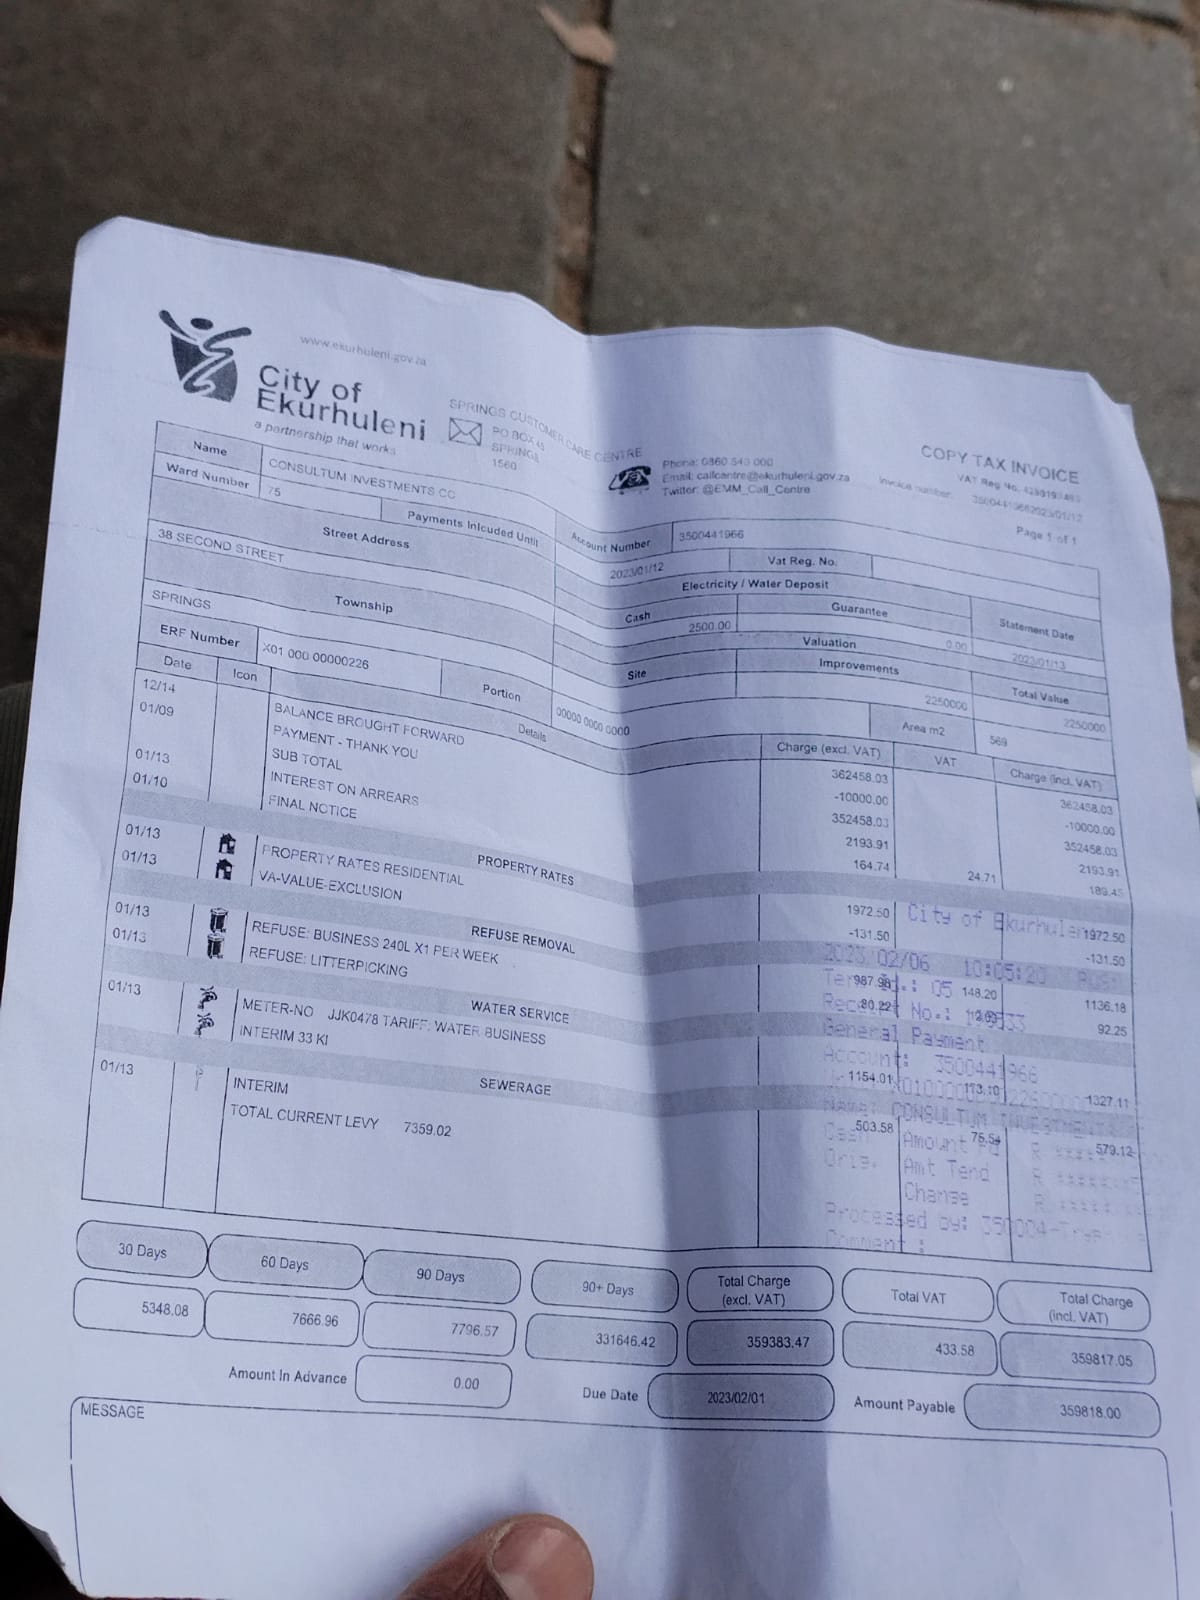 www.ekurhuleni.gov.za
City of
Ekurhuleni
a partnership that works
SPRINGS CUSTOMER CARE CENTRE
PO BOX 45
SPRINGS
1560
Phone: 0860 543 000
Email: callcentre@ekurhuleni.gov.za
Twitter: @EMM_Call_Centre
COPY TAX INVOICE
VAT Reg No.
Invoice number:
Page 1 of 1
Name CONSULTUM INVESTMENTS CC Account Number 3500441966
Ward Number 75 Payments Inlcuded Until 2023/01/12 Vat Reg. No.
Street Address Electricity / Water Deposit
38 SECOND STREET Cash Guarantee Statement Date
2500.00 0.00 2023/01/13
Township Valuation
SPRINGS Site Improvements Total Value
2250000 2250000
ERF Number X01 000 00000226 Portion 00000 0000 0000 Area m2 569
Date Icon Details Charge (excl. VAT) VAT Charge (incl. VAT)
12/14 BALANCE BROUGHT FORWARD 362458.03 362458.03
01/09 PAYMENT - THANK YOU -10000.00 -10000.00
SUB TOTAL 352458.03 352458.03
01/13 INTEREST ON ARREARS 2193.91 2193.91
01/10 FINAL NOTICE 164.74 24.71 189.45
PROPERTY RATES
01/13 PROPERTY RATES RESIDENTIAL 1972.50 1972.50
01/13 VA-VALUE-EXCLUSION -131.50 -131.50
REFUSE REMOVAL
01/13 REFUSE: BUSINESS 240L X1 PER WEEK 987.98 148.20 1136.18
01/13 REFUSE: LITTERPICKING 80.22 92.25
WATER SERVICE
01/13 METER-NO JJK0478 TARIFF: WATER BUSINESS
INTERIM 33 Kl 1154.01 173.10 1327.11
SEWERAGE
01/13 INTERIM 503.58 75.54 579.12
TOTAL CURRENT LEVY 7359.02
City of Ekurhuleni
2023/02/06 10:05:20
05
Receipt No.:
General Payment
Account: 3500441966
Name: CONSULTUM INVESTMENTS
Cash Amount Pd R
Orig. Amt Tend R
Change R
Processed by: 350004-
Comment :
30 Days 60 Days 90 Days 90+ Days Total Charge (excl. VAT) Total VAT Total Charge (incl. VAT)
5348.08 7666.96 7796.57 331646.42 359383.47 433.58 359817.05
Amount In Advance 0.00 Due Date 2023/02/01 Amount Payable 359818.00
MESSAGE